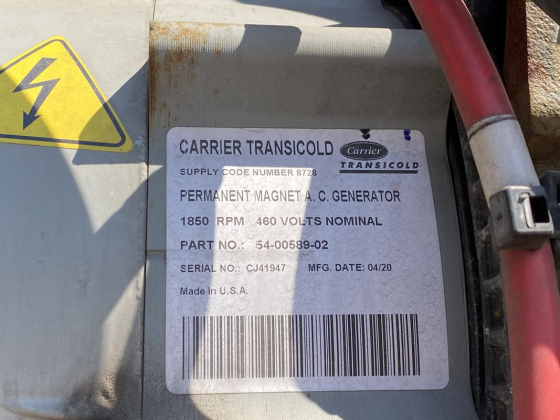 CARRIER TRANSICOLD
Carrier
TRANSICOLD
SUPPLY CODE NUMBER 8728
PERMANENT MAGNET A. C. GENERATOR
1850 RPM 460 VOLTS NOMINAL
PART NO.: 54-00589-02
SERIAL NO.: CJ41947 MFG. DATE: 04/20
Made in U.S.A.